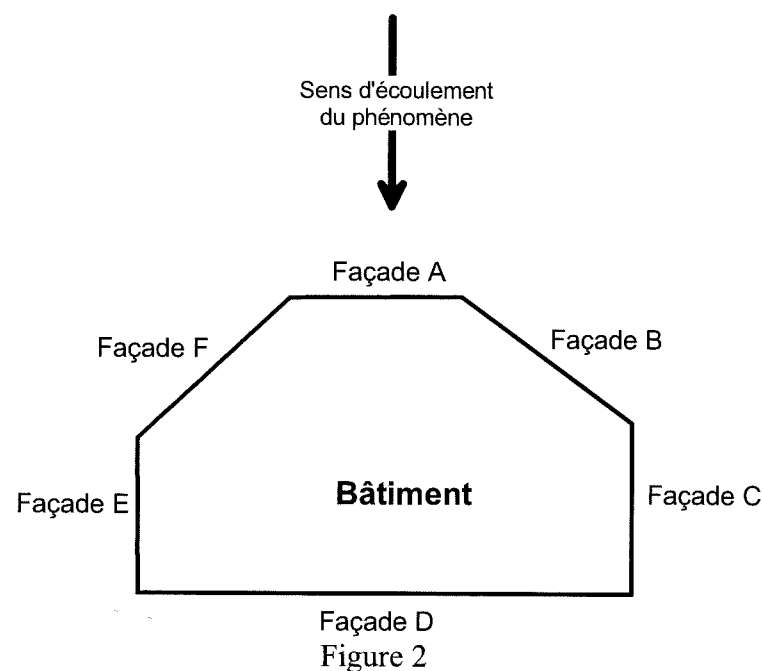 Sens d'écoulement
du phénomène
Façade A
Façade F
Façade B
Bâtiment
Façade E
Façade C
Façade D
Figure 2